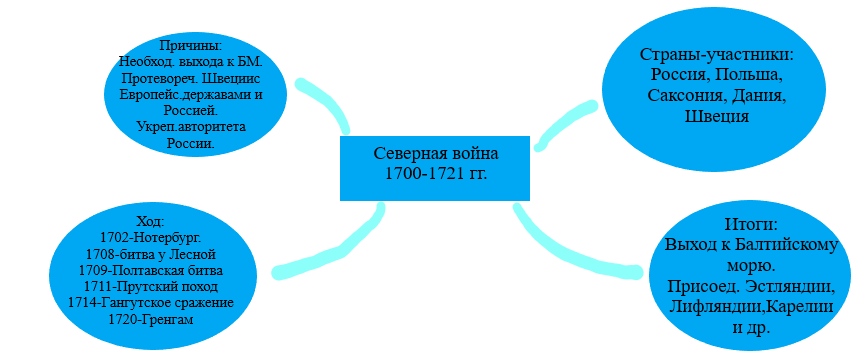 Причины:
Необход. выхода к БМ.
Протевореч. Швециис
Европейс.державами и
Россией.
Укреп.авторитета
России.
Страны-участники:
Россия, Польша,
Саксония, Дания,
Швеция
Северная война
1700-1721 гг.
Ход:
1702-Нотербург.
1708-битва у Лесной
1709-Полтавская битва
1711-Прутский поход
1714-Гангутское сражение
1720-Гренгам
Итоги:
Выход к Балтийскому
морю.
Присоед. Эстляндии,
Лифляндии,Карелии
и др.